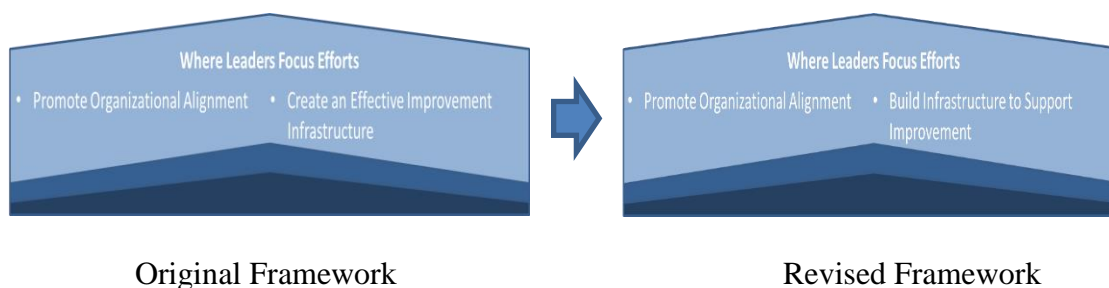 Where Leaders Focus Efforts
• Promote Organizational Alignment
• Create an Effective Improvement
Infrastructure
Where Leaders Focus Efforts
• Promote Organizational Alignment
• Build Infrastructure to Support
Improvement
Original Framework
Revised Framework